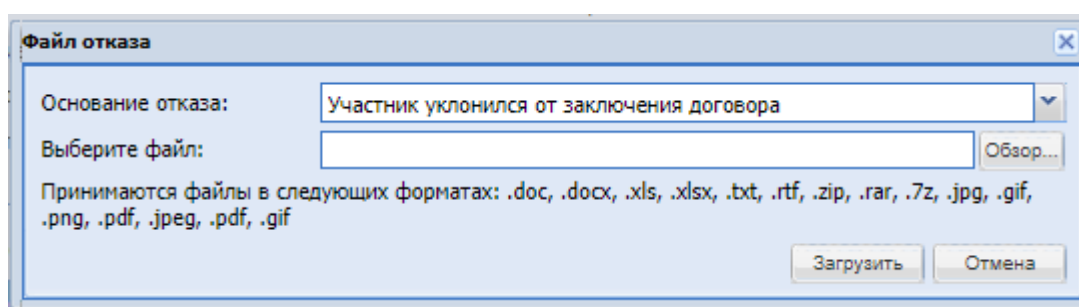 Файл отказа
Основание отказа: Участник уклонился от заключения договора
Выберите файл: Обзор...
Принимаются файлы в следующих форматах: .doc, .docx, .xls, .xlsx, .txt, .rtf, .zip, .rar, .7z, .jpg, .gif,
.png, .pdf, .jpeg, .pdf, .gif
Загрузить Отмена